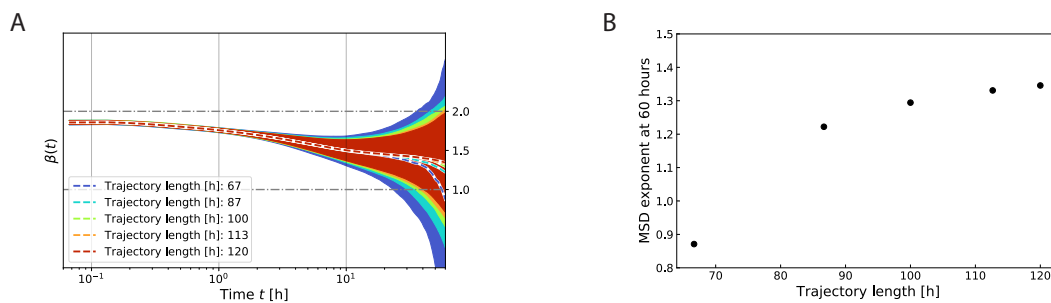 A
β(t)
2.0
1.5
1.0
Trajectory length [h]: 67
Trajectory length [h]: 87
Trajectory length [h]: 100
Trajectory length [h]: 113
Trajectory length [h]: 120
10⁻¹
10⁰
10¹
Time t [h]
B
MSD exponent at 60 hours
1.5
1.4
1.3
1.2
1.1
1.0
0.9
0.8
70
80
90
100
110
120
Trajectory length [h]